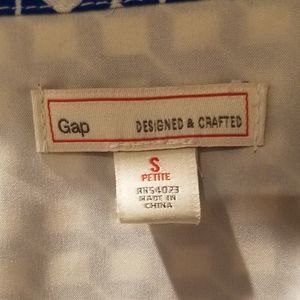 Gap DESIGNED & CRAFTED
S
PETITE
RN54023
MADE IN
CHINA